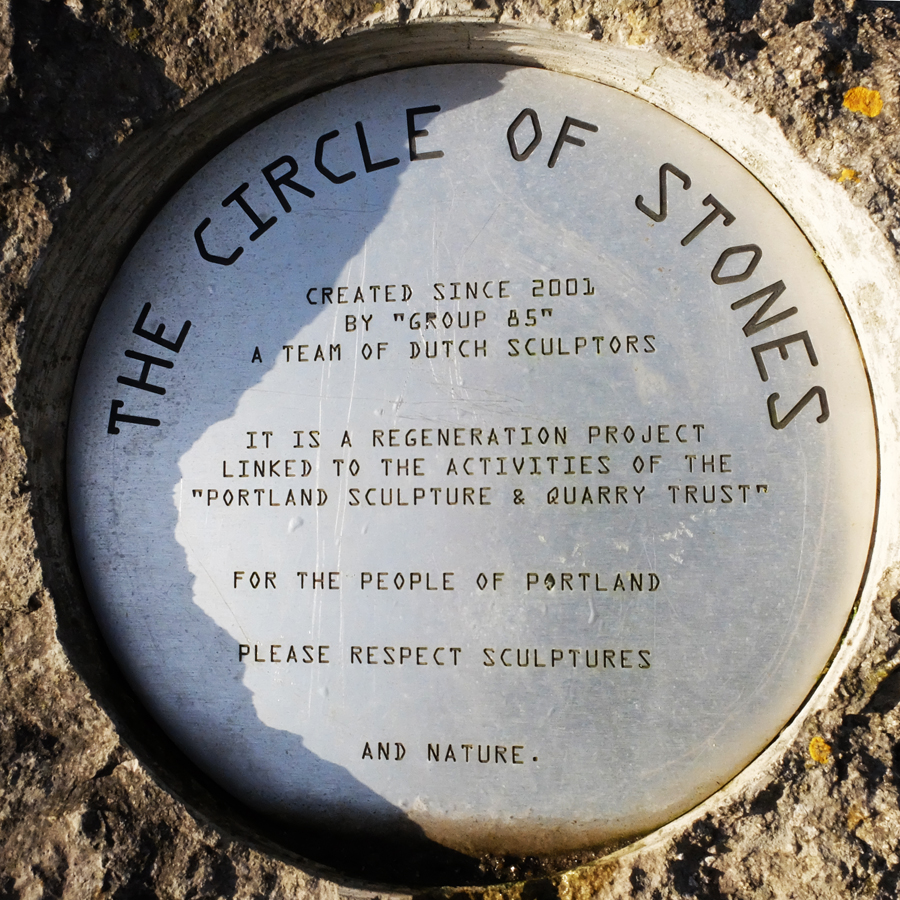 THE CIRCLE OF STONES
CREATED SINCE 2001
BY "GROUP 85"
A TEAM OF DUTCH SCULPTORS
IT IS A REGENERATION PROJECT
LINKED TO THE ACTIVITIES OF THE
"PORTLAND SCULPTURE & QUARRY TRUST"
FOR THE PEOPLE OF PORTLAND
PLEASE RESPECT SCULPTURES
AND NATURE.